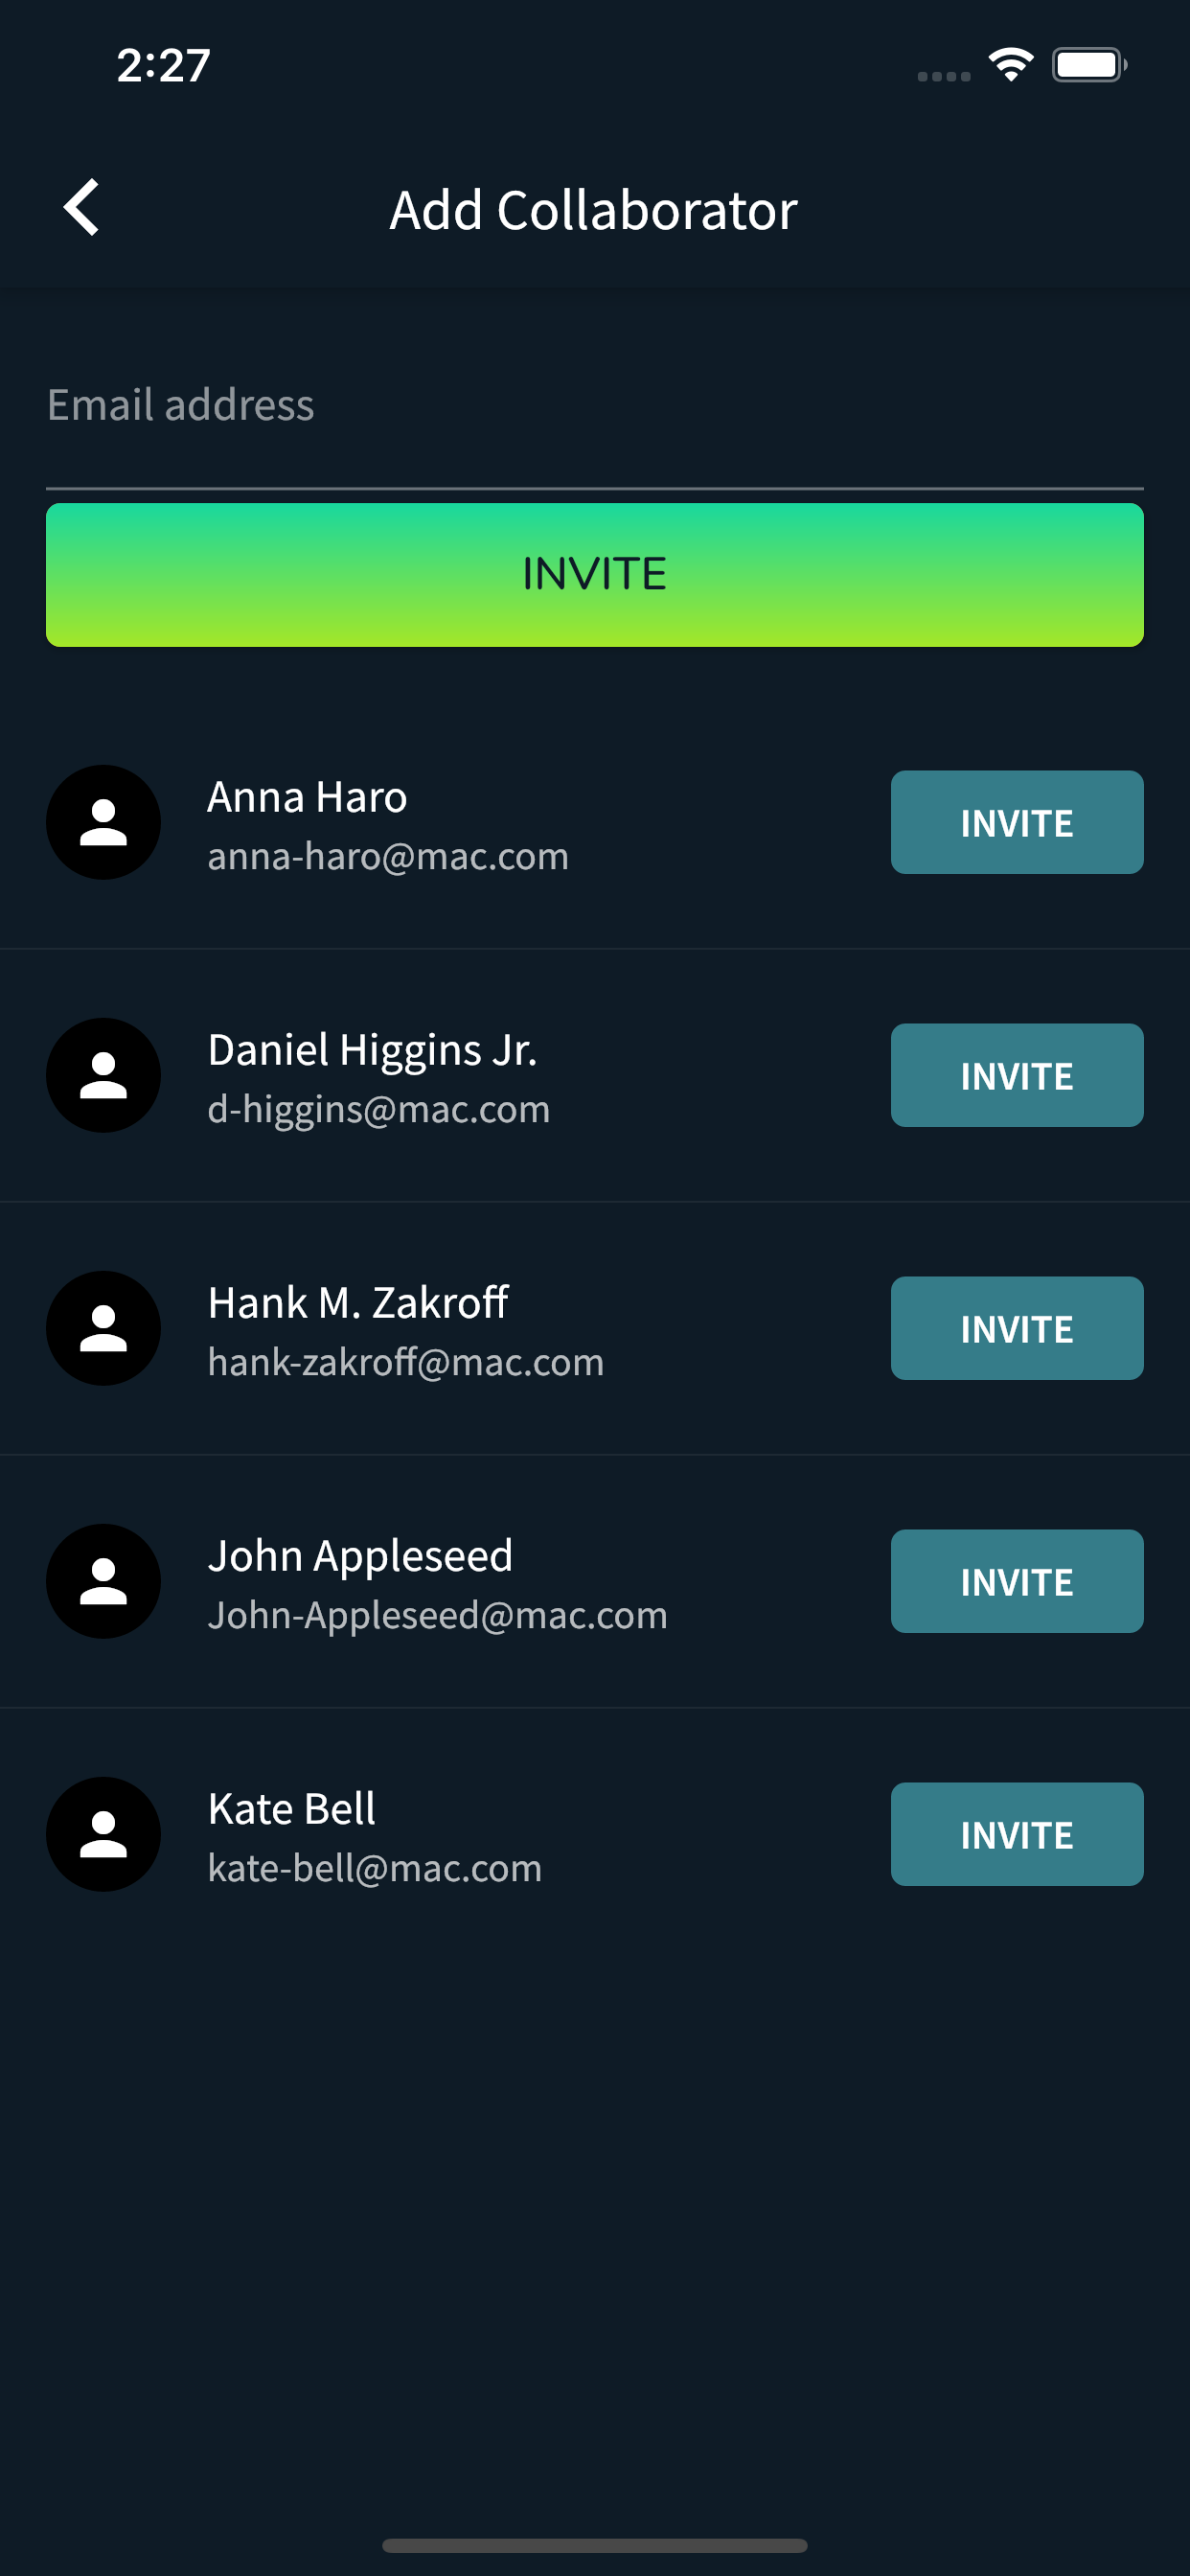 2:27
Add Collaborator
Email address
INVITE
Anna Haro
anna-haro@mac.com
INVITE
Daniel Higgins Jr.
d-higgins@mac.com
INVITE
Hank M. Zakroff
hank-zakroff@mac.com
INVITE
John Appleseed
John-Appleseed@mac.com
INVITE
Kate Bell
kate-bell@mac.com
INVITE